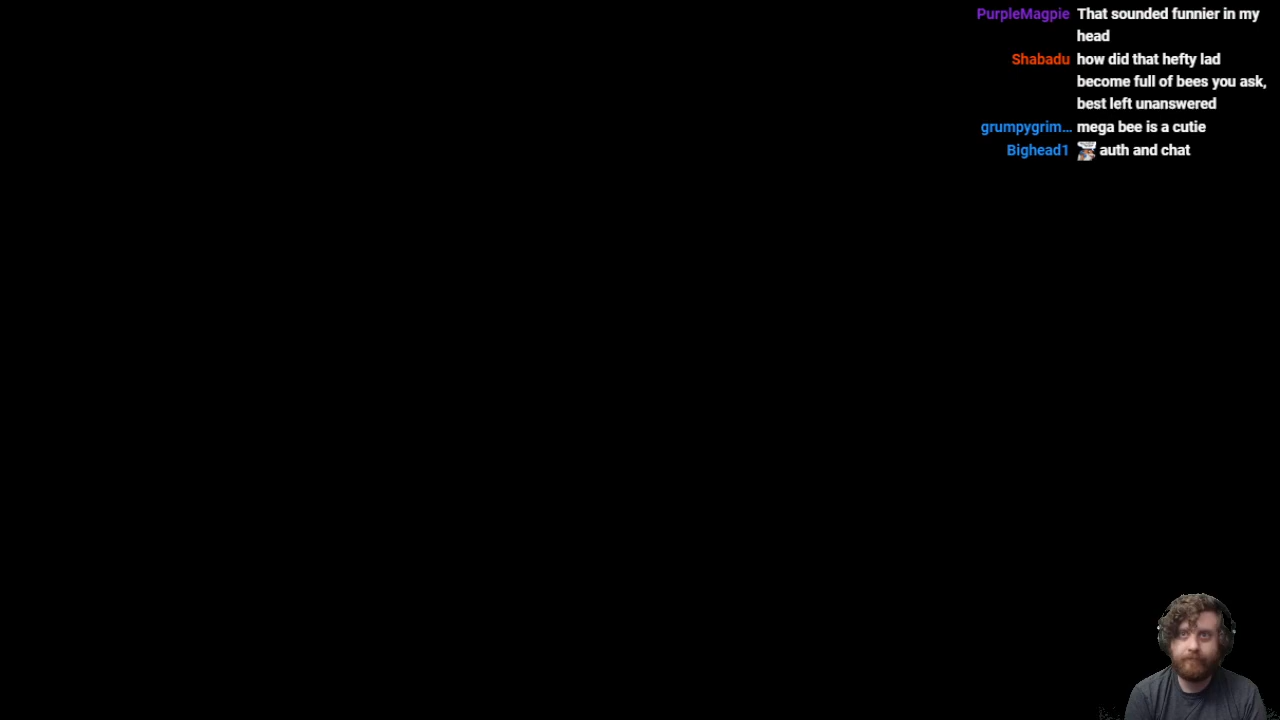 PurpleMagpie That sounded funnier in my
head
Shabadu how did that hefty lad
become full of bees you ask,
best left unanswered
grumpygrim… mega bee is a cutie
Bighead1 auth and chat